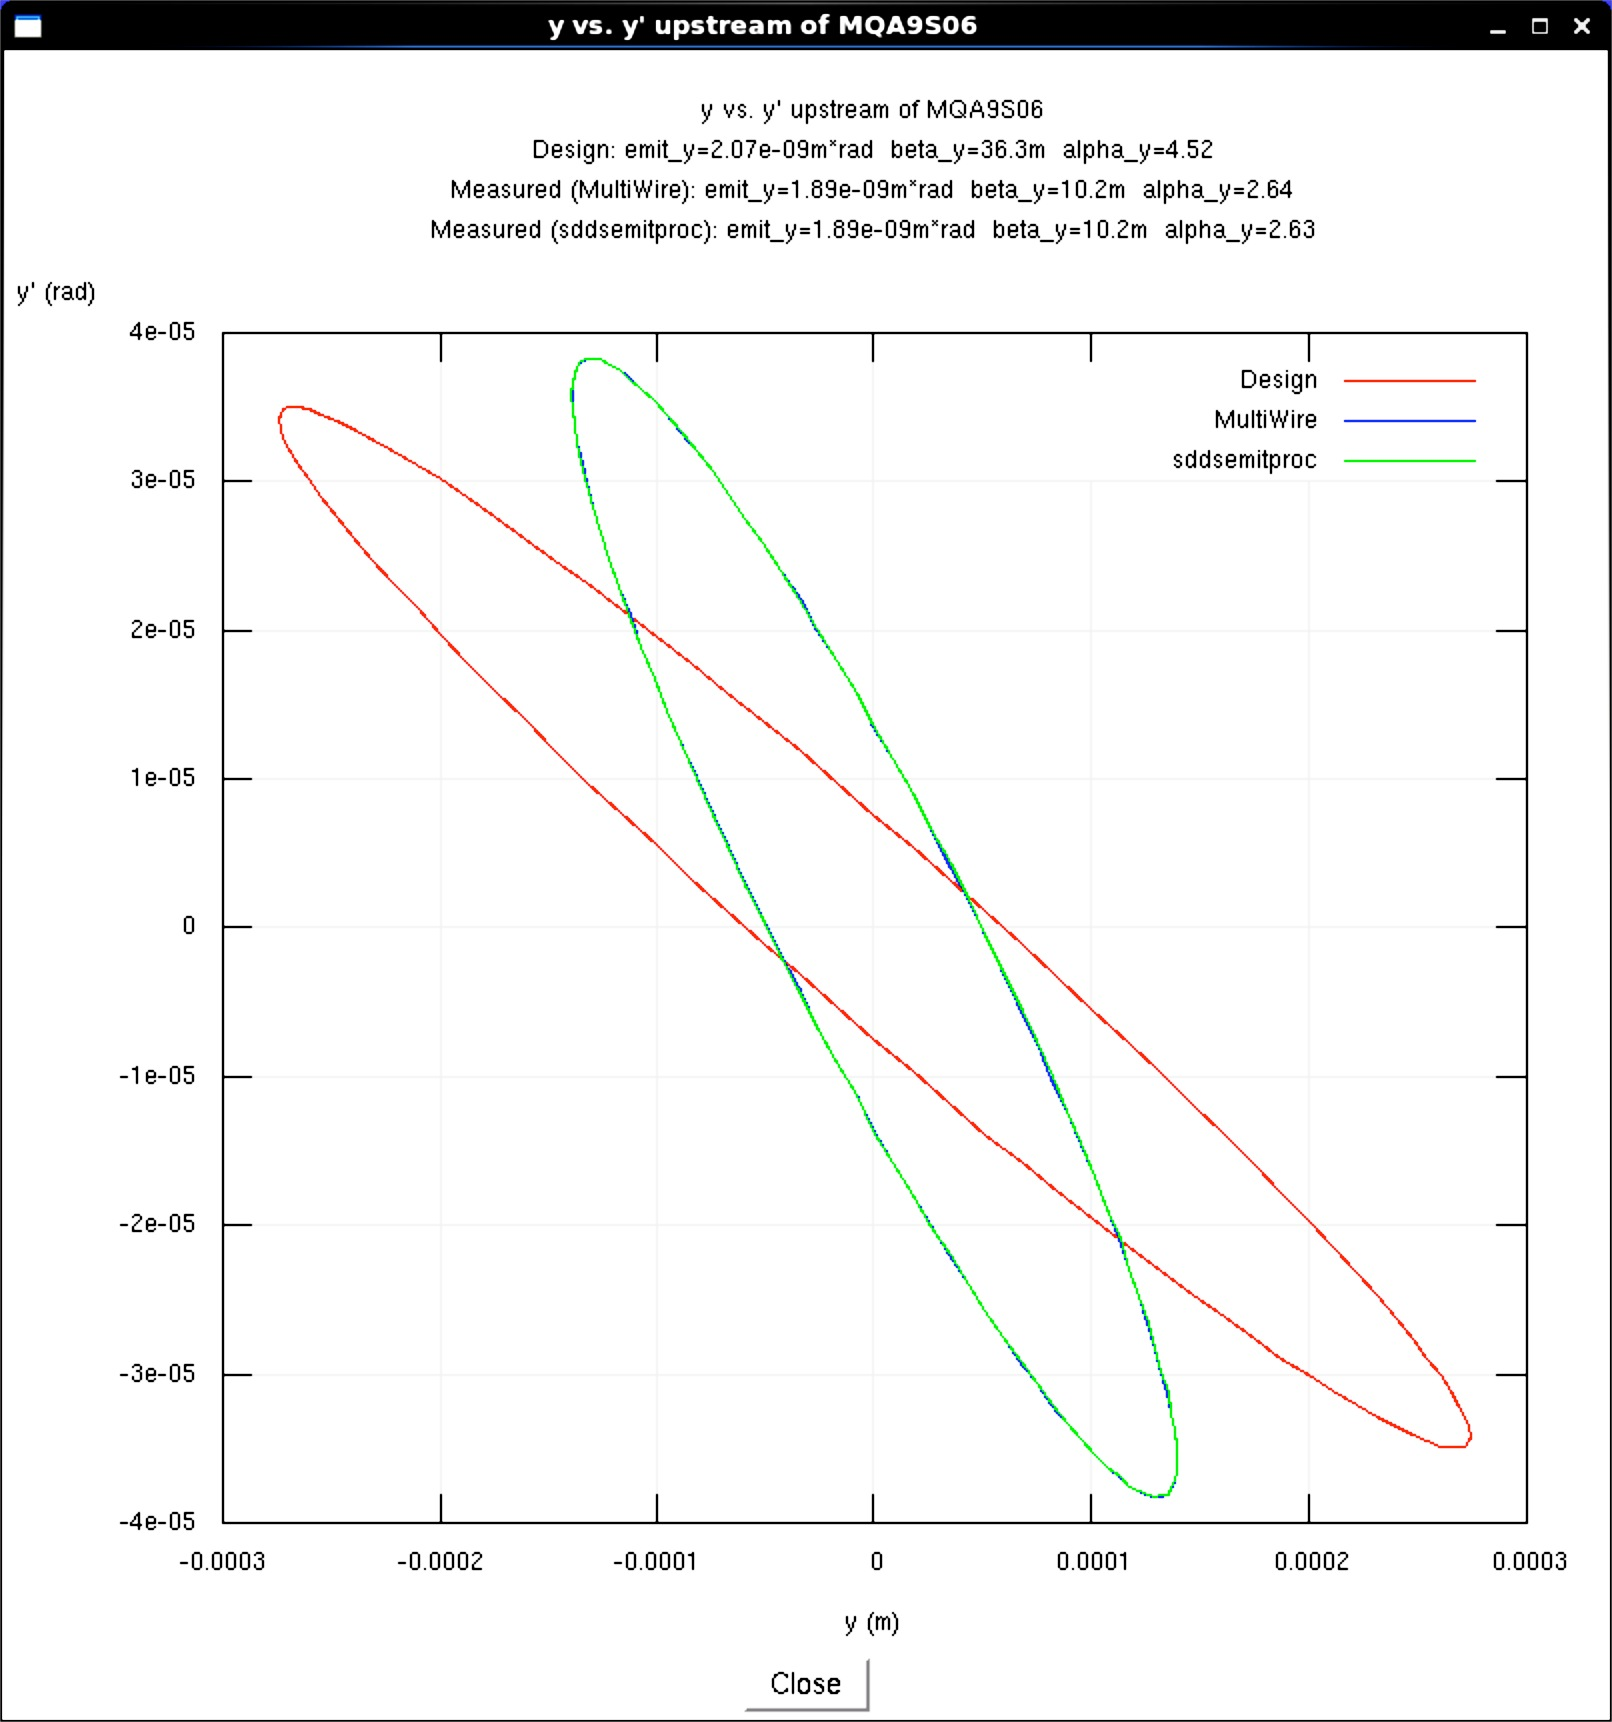 y vs. y' upstream of MQA9S06
y vs. y' upstream of MQA9S06
Design: emit_y=2.07e-09m*rad beta_y=36.3m alpha_y=4.52
Measured (MultiWire): emit_y=1.89e-09m*rad beta_y=10.2m alpha_y=2.64
Measured (sddsemitproc): emit_y=1.89e-09m*rad beta_y=10.2m alpha_y=2.63
y' (rad)
4e-05
Design
MultiWire
sddsemitproc
3e-05
2e-05
1e-05
0
-1e-05
-2e-05
-3e-05
-4e-05
-0.0003 -0.0002 -0.0001 0 0.0001 0.0002 0.0003
y (m)
Close